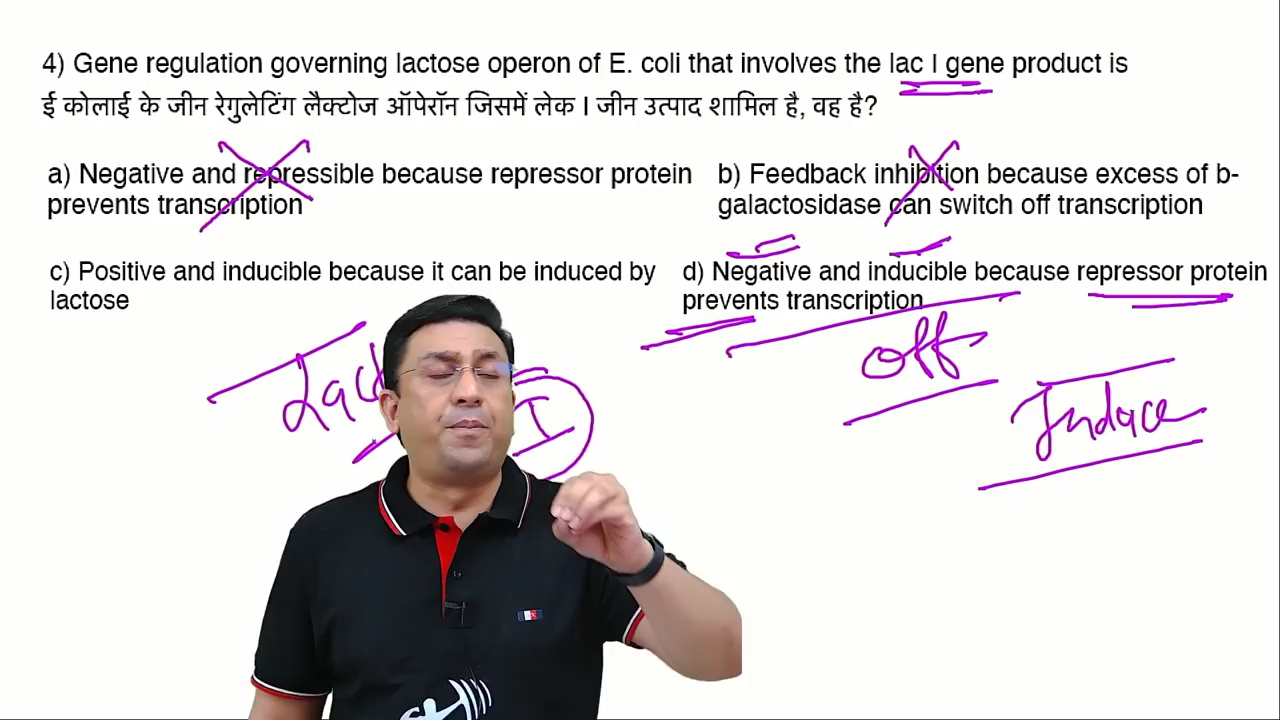 4) Gene regulation governing lactose operon of E. coli that involves the lac I gene product is
ई कोलाई के जीन रेगुलेटिंग लैक्टोज ऑपेरॉन जिसमें लेक I जीन उत्पाद शामिल है, वह है?
a) Negative and repressible because repressor protein
prevents transcription
b) Feedback inhibition because excess of b-
galactosidase can switch off transcription
c) Positive and inducible because it can be induced by
lactose
d) Negative and inducible because repressor protein
prevents transcription
off
I